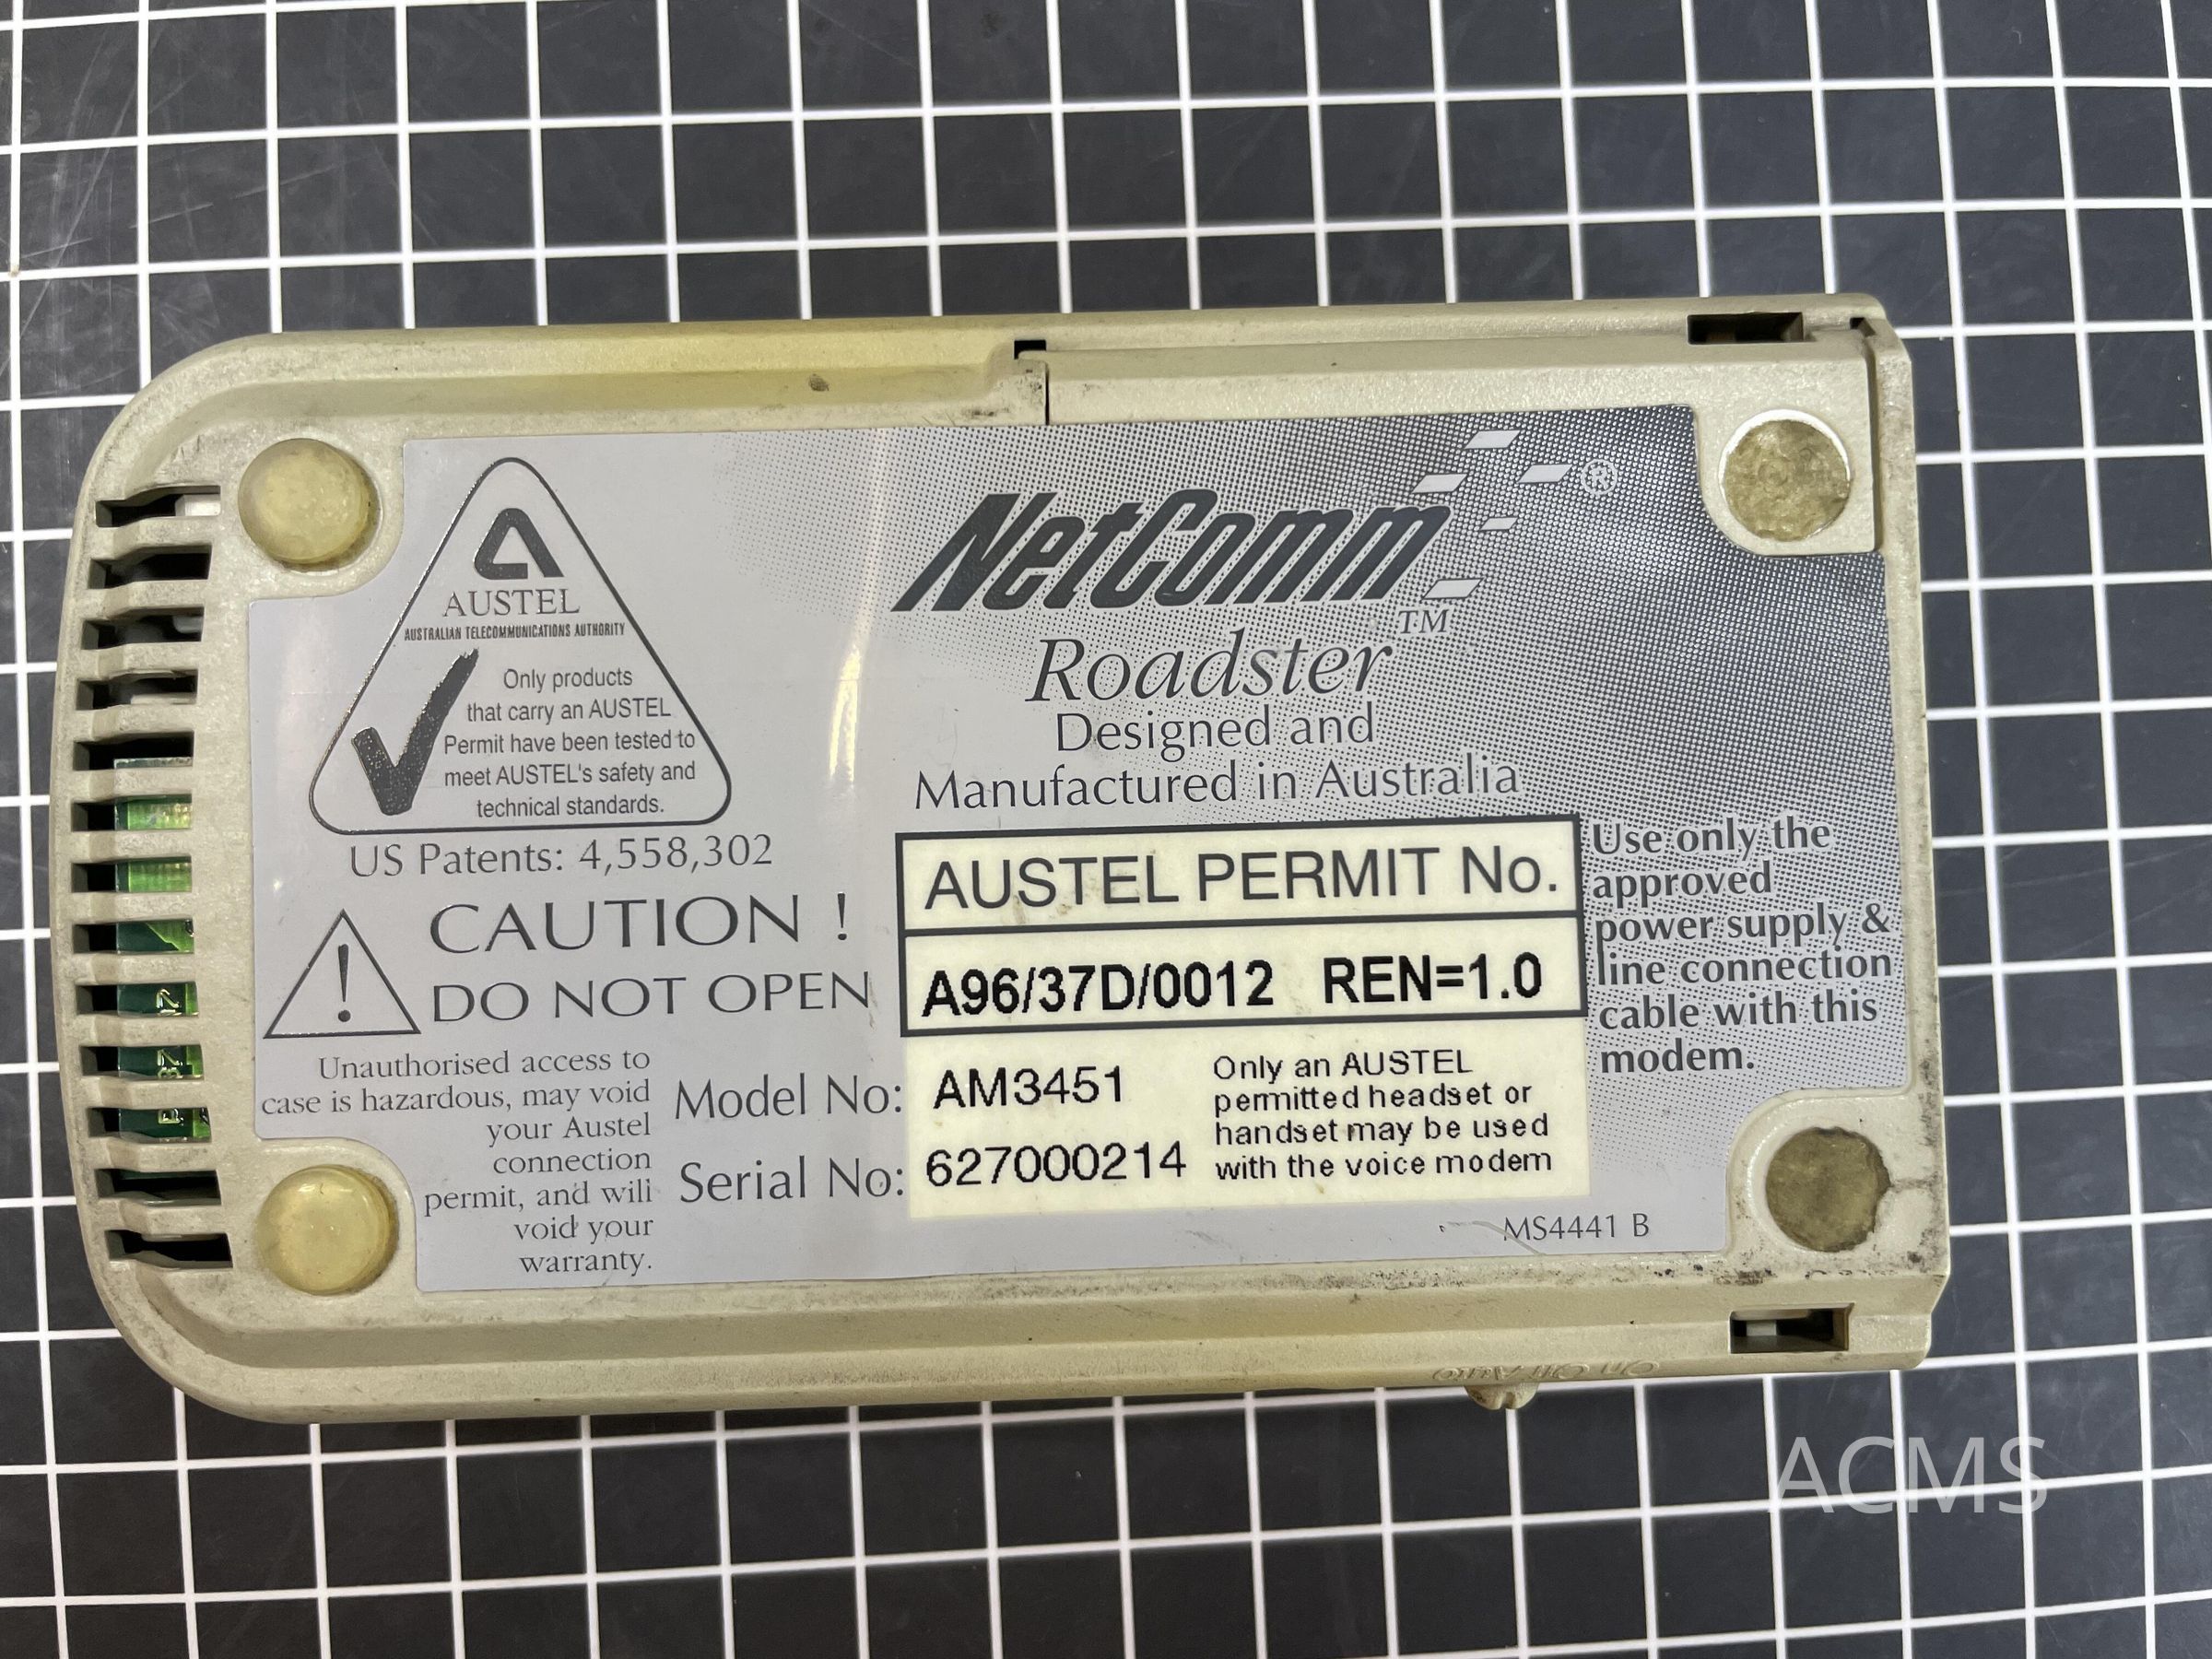 AUSTEL
AUSTRALIAN TELECOMMUNICATIONS AUTHORITY
Only products
that carry an AUSTEL
Permit have been tested to
meet AUSTEL's safety and
technical standards.
US Patents: 4,558,302
CAUTION !
DO NOT OPEN
!
Unauthorised access to
case is hazardous, may void
your Austel
connection
permit, and will
void your
warranty.
NetComm®
Roadster™
Designed and
Manufactured in Australia
AUSTEL PERMIT No.
A96/37D/0012 REN=1.0
Model No: AM3451
Serial No: 627000214
Only an AUSTEL
permitted headset or
handset may be used
with the voice modem
Use only the
approved
power supply &
line connection
cable with this
modem.
MS4441 B
On Off Auto
ACMS